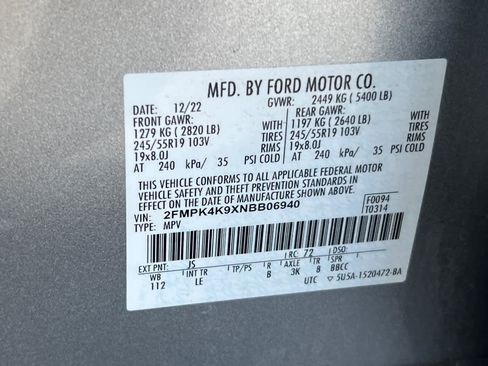 MFD. BY FORD MOTOR CO.
DATE: 12/22 GVWR: 2449 KG ( 5400 LB)
FRONT GAWR: REAR GAWR:
1279 KG ( 2820 LB) WITH 1197 KG ( 2640 LB) WITH
245/55R19 103V TIRES 245/55R19 103V TIRES
19x8.0J RIMS 19x8.0J RIMS
AT 240 kPa/ 35 PSI COLD AT 240 kPa/ 35 PSI COLD
THIS VEHICLE CONFORMS TO ALL APPLICABLE FEDERAL MOTOR
VEHICLE SAFETY AND THEFT PREVENTION STANDARDS IN
EFFECT ON THE DATE OF MANUFACTURE SHOWN ABOVE.
VIN: 2FMPK4K9XNBB06940 F0094
TYPE: MPV T0314
EXT PNT: JS RC: 72 DSO:
WB INT TR TP/PS R AXLE TR SPR
112 LE B 3K 8 BBCC
UTC ▽5U5A-1520472-BA